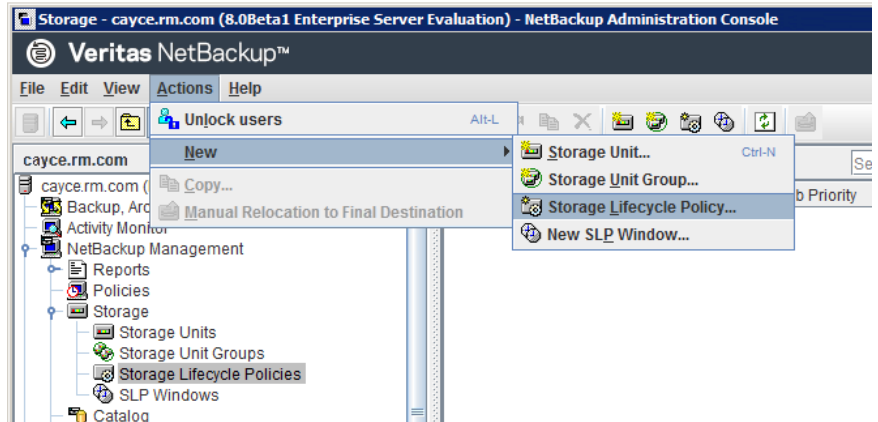 Storage - cayce.rm.com (8.0Beta1 Enterprise Server Evaluation) - NetBackup Administration Console
Veritas NetBackup™
File Edit View Actions Help
Unlock users Alt-L
New
Copy...
Manual Relocation to Final Destination
Storage Unit... Ctrl-N
Storage Unit Group...
Storage Lifecycle Policy...
New SLP Window...
Se
b Priority
cayce.rm.com
cayce.rm.com (
Backup, Arc
Activity Monitor
NetBackup Management
Reports
Policies
Storage
Storage Units
Storage Unit Groups
Storage Lifecycle Policies
SLP Windows
Catalog